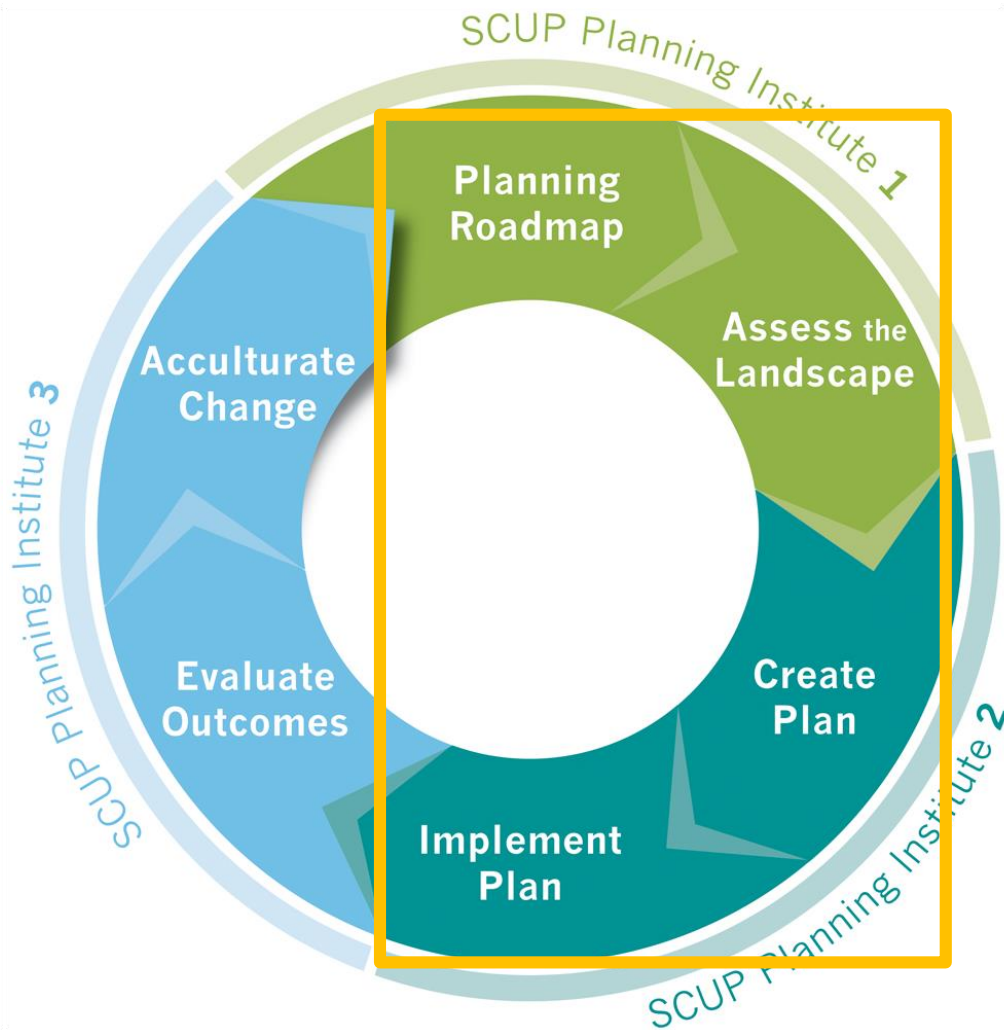 SCUP Planning Institute 1
Planning
Roadmap
Assess the
Landscape
Create
Plan
SCUP Planning Institute 2
Implement
Plan
Evaluate
Outcomes
Acculturate
Change
SCUP Planning Institute 3